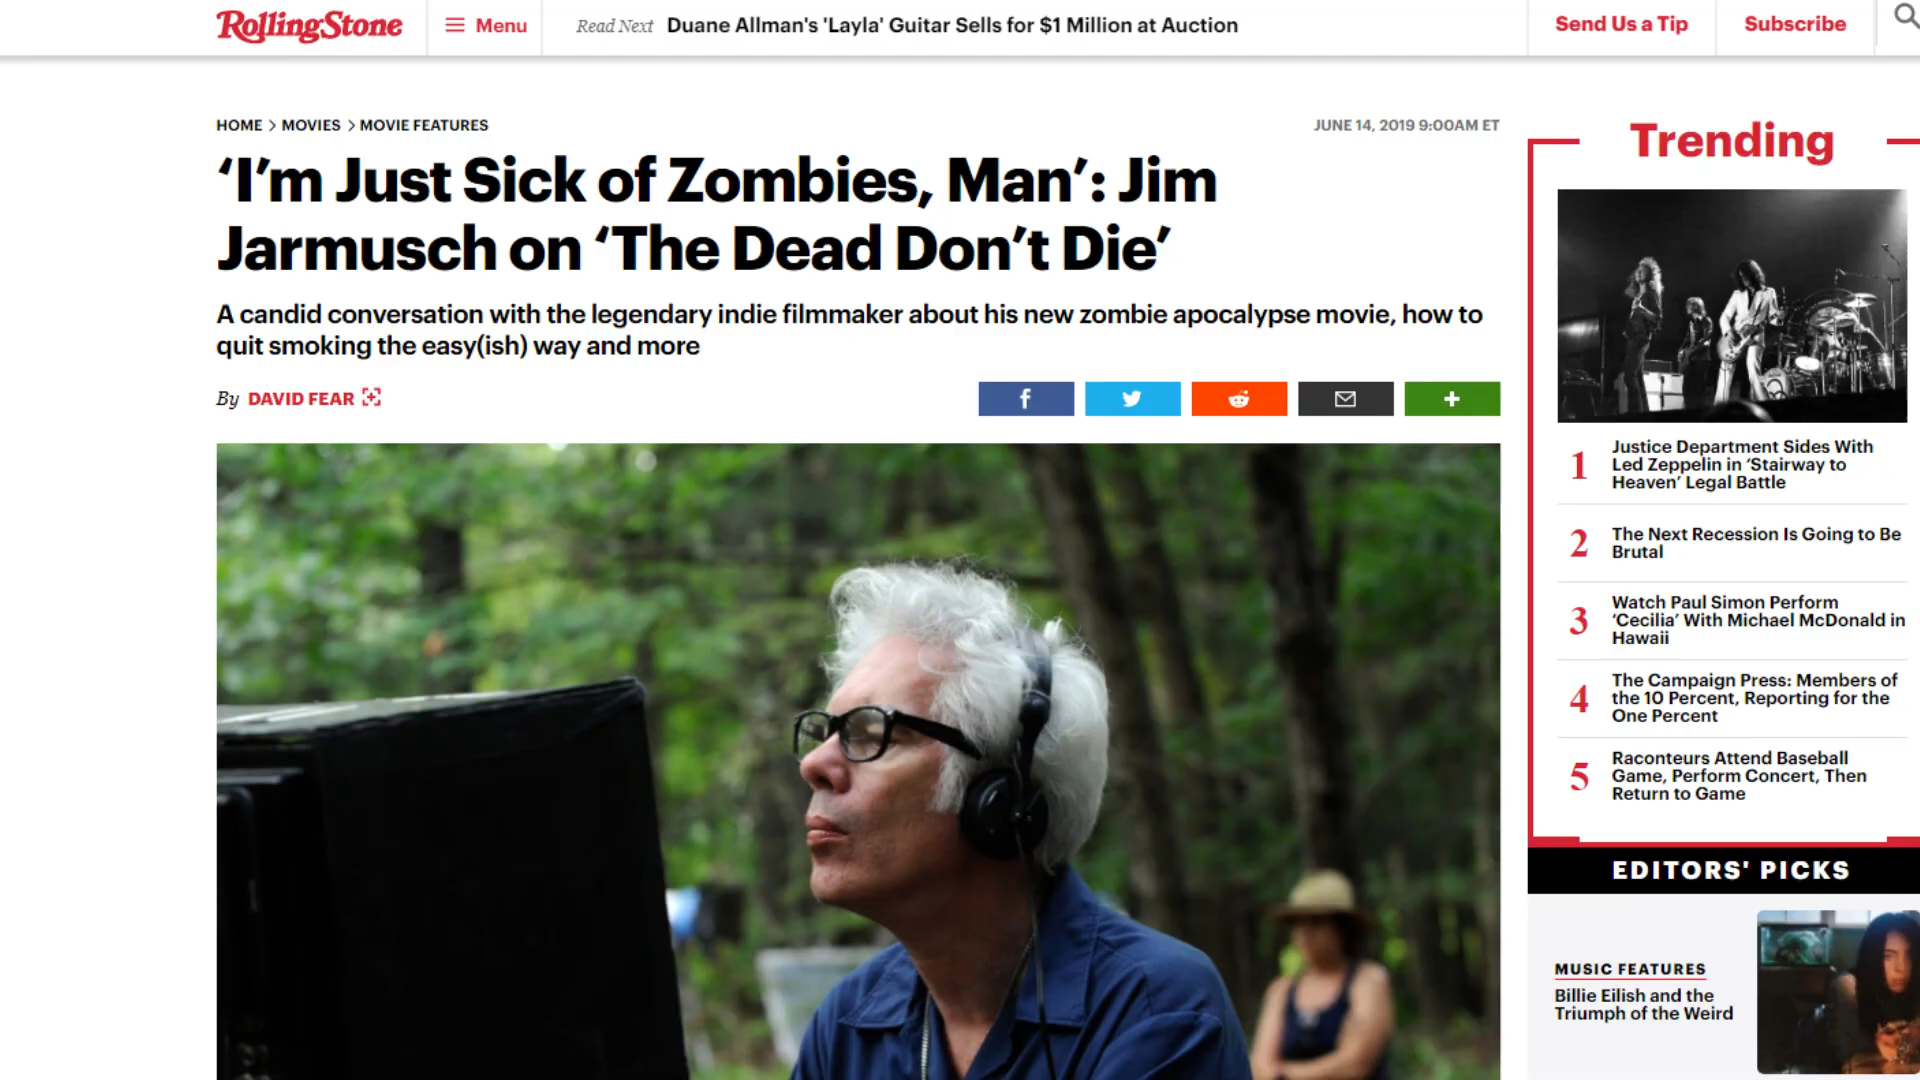 RollingStone
Menu
Read Next Duane Allman's 'Layla' Guitar Sells for $1 Million at Auction
Send Us a Tip
Subscribe
HOME > MOVIES > MOVIE FEATURES
JUNE 14, 2019 9:00AM ET
‘I’m Just Sick of Zombies, Man’: Jim
Jarmusch on ‘The Dead Don’t Die’
A candid conversation with the legendary indie filmmaker about his new zombie apocalypse movie, how to
quit smoking the easy(ish) way and more
By DAVID FEAR
Trending
1
Justice Department Sides With
Led Zeppelin in ‘Stairway to
Heaven’ Legal Battle
2
The Next Recession Is Going to Be
Brutal
3
Watch Paul Simon Perform
‘Cecilia’ With Michael McDonald in
Hawaii
4
The Campaign Press: Members of
the 10 Percent, Reporting for the
One Percent
5
Raconteurs Attend Baseball
Game, Perform Concert, Then
Return to Game
EDITORS' PICKS
MUSIC FEATURES
Billie Eilish and the
Triumph of the Weird